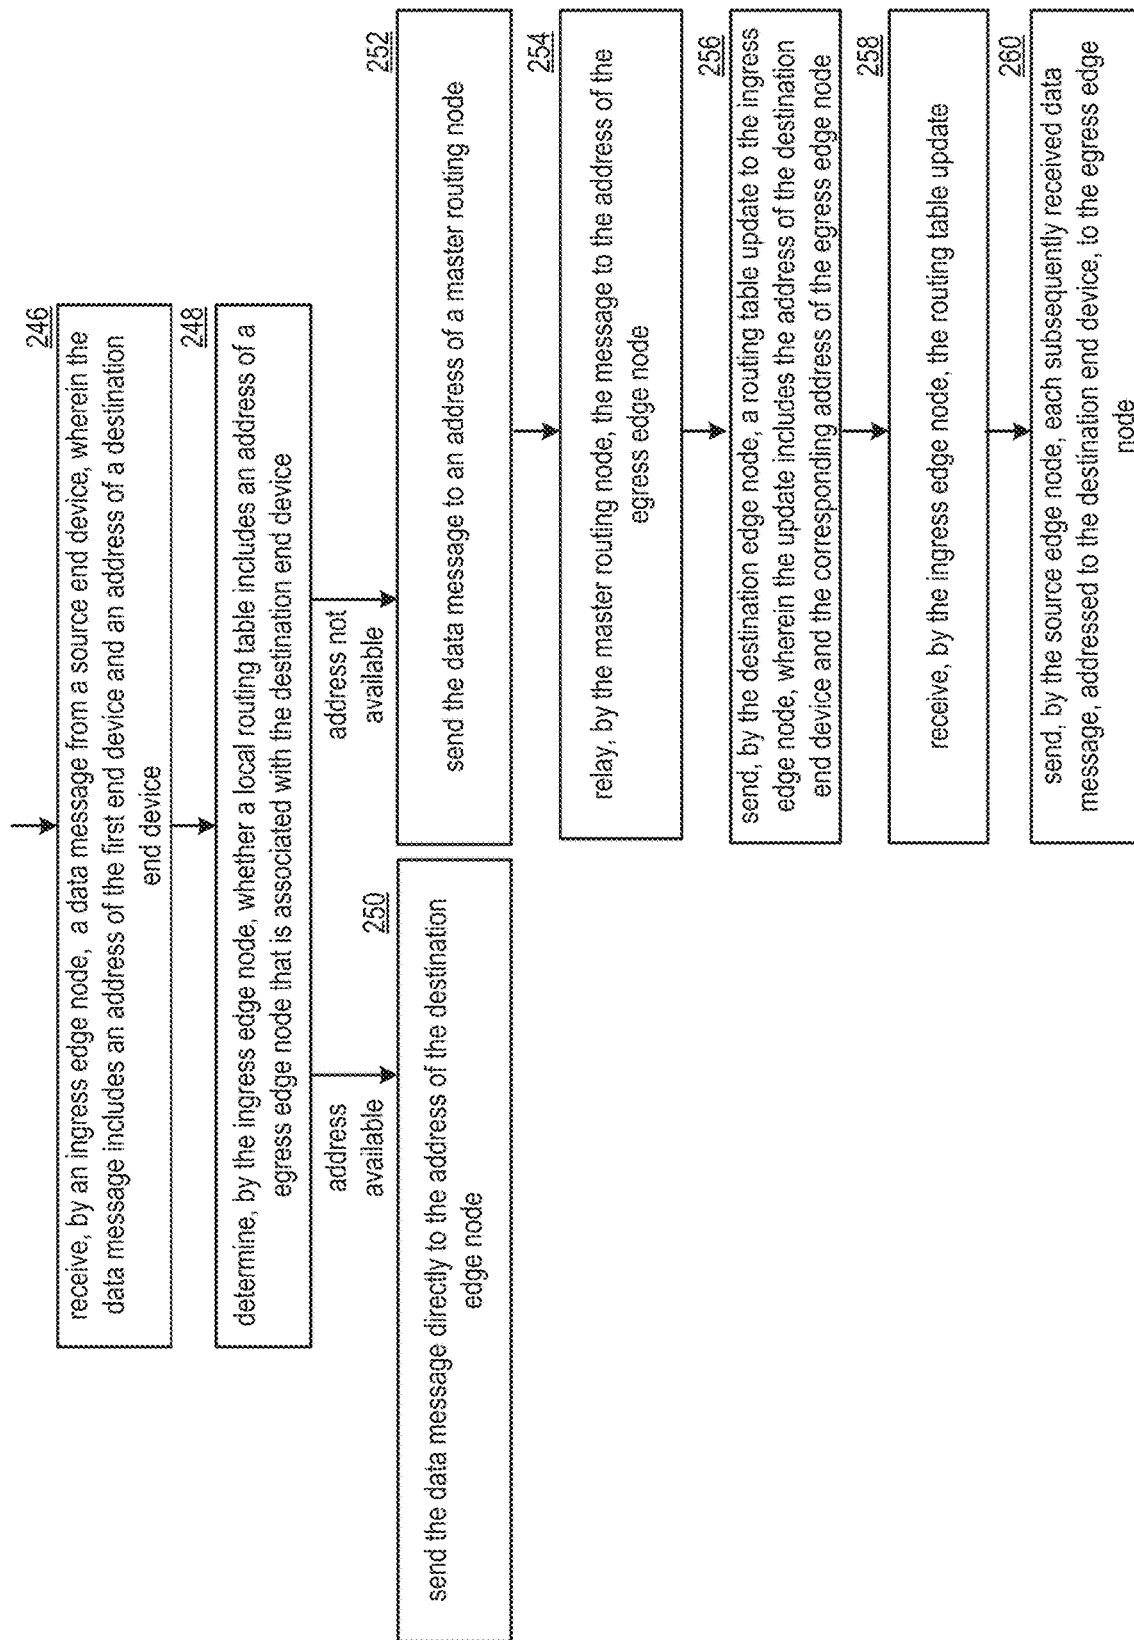 246
receive, by an ingress edge node, a data message from a source end device, wherein the
data message includes an address of the first end device and an address of a destination
end device
248
determine, by the ingress edge node, whether a local routing table includes an address of a
egress edge node that is associated with the destination end device
address
available
address not
available
250
send the data message directly to the address of the destination
edge node
252
send the data message to an address of a master routing node
254
relay, by the master routing node, the message to the address of the
egress edge node
256
send, by the destination edge node, a routing table update to the ingress
edge node, wherein the update includes the address of the destination
end device and the corresponding address of the egress edge node
258
receive, by the ingress edge node, the routing table update
260
send, by the source edge node, each subsequently received data
message, addressed to the destination end device, to the egress edge
node